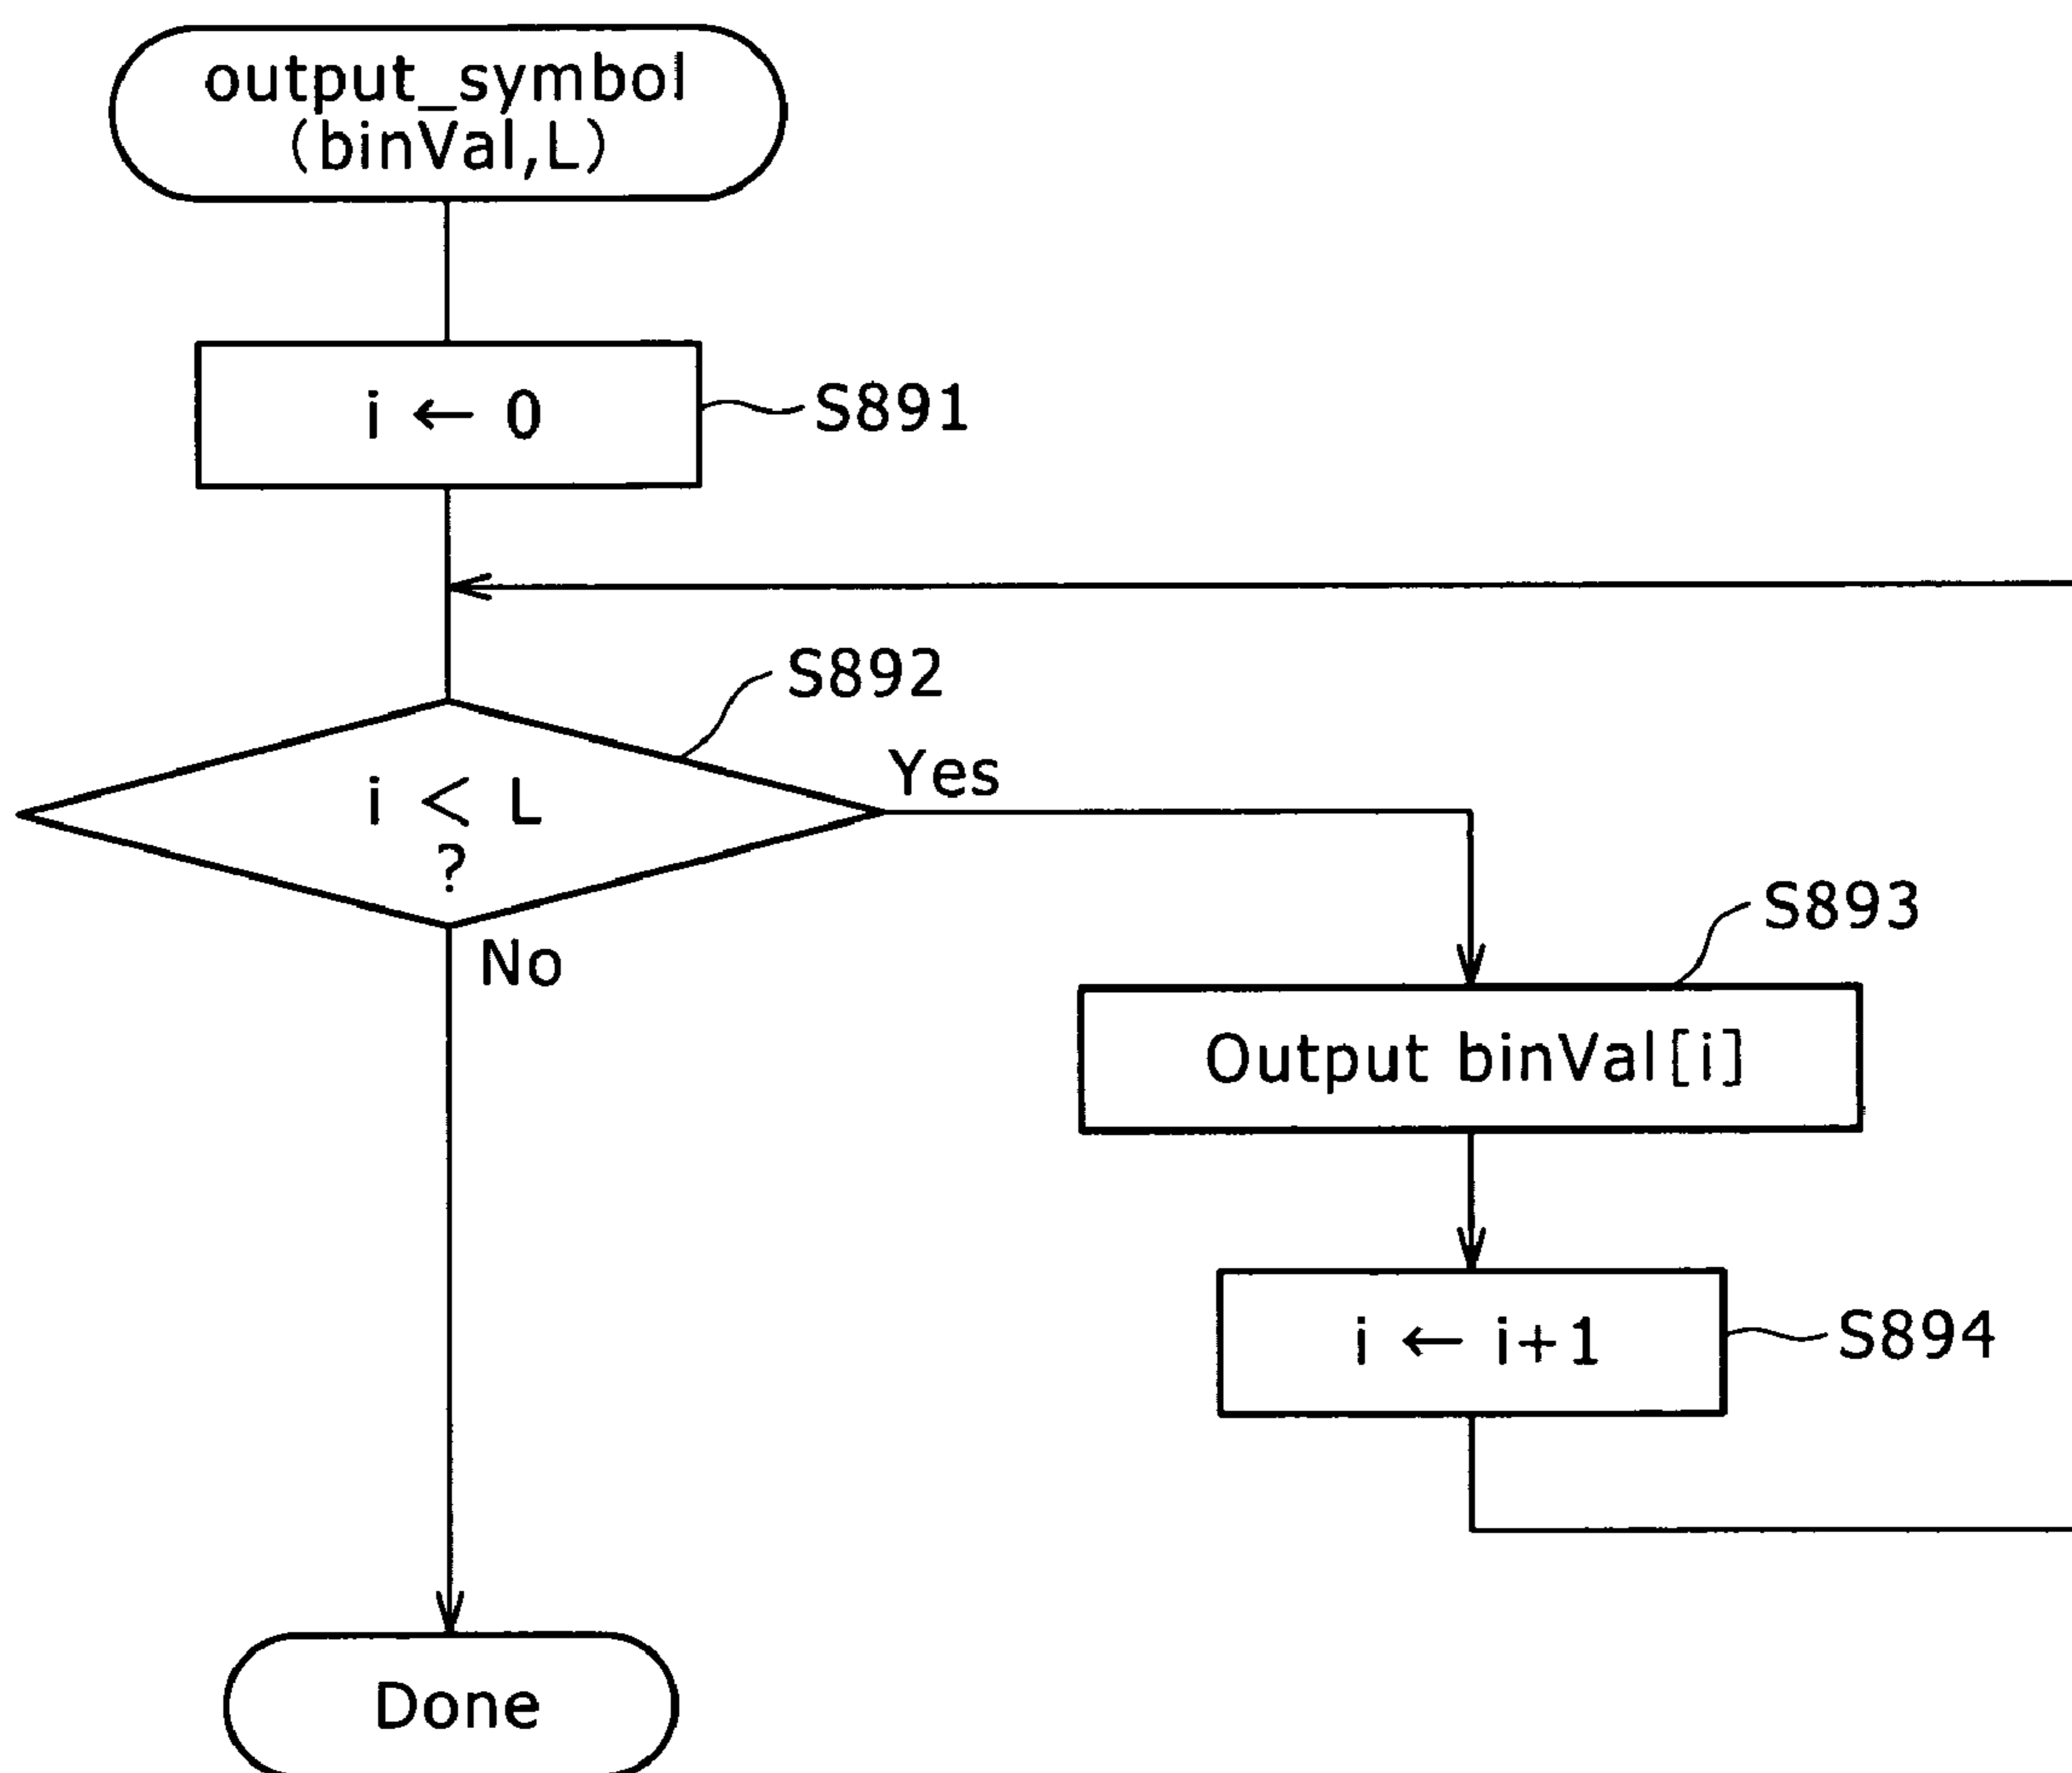 output_symbol
(binVal,L)
i ← 0
S891
S892
i < L
?
Yes
No
S893
Output binVal[i]
i ← i+1
S894
Done